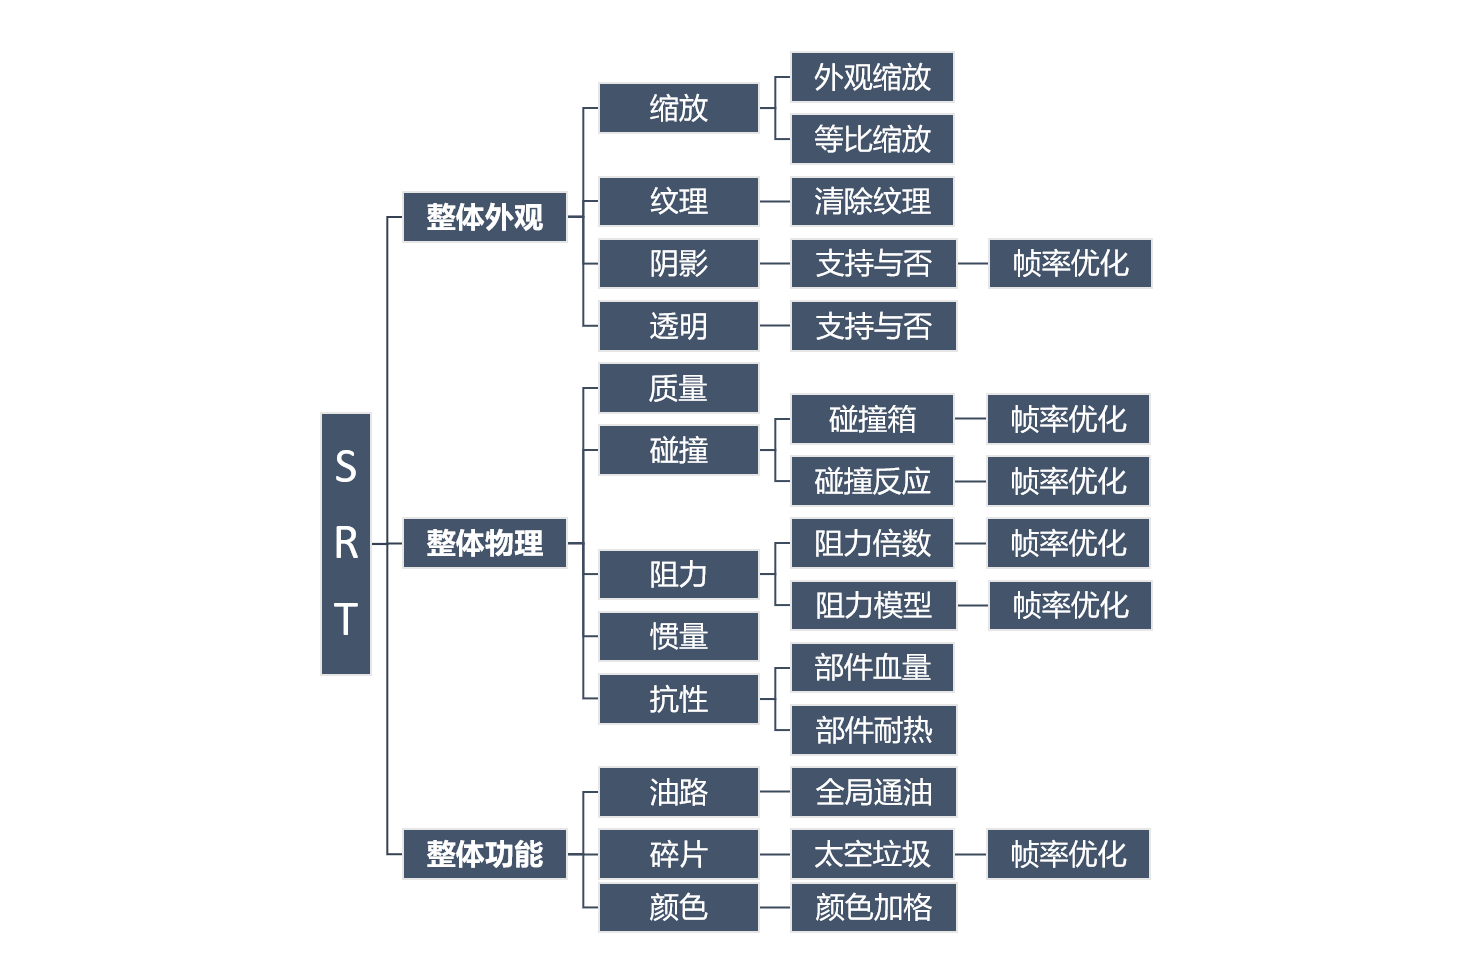 SRT
整体外观
缩放
外观缩放
等比缩放
纹理
清除纹理
阴影
支持与否
帧率优化
透明
支持与否
整体物理
质量
碰撞
碰撞箱
帧率优化
碰撞反应
帧率优化
阻力
阻力倍数
帧率优化
阻力模型
帧率优化
惯量
抗性
部件血量
部件耐热
整体功能
油路
全局通油
碎片
太空垃圾
帧率优化
颜色
颜色加格